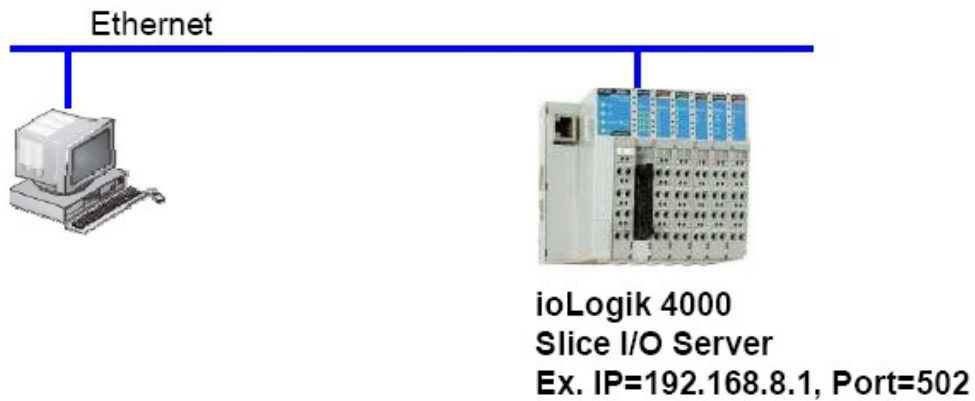 Ethernet
ioLogik 4000
Slice I/O Server
Ex. IP=192.168.8.1, Port=502